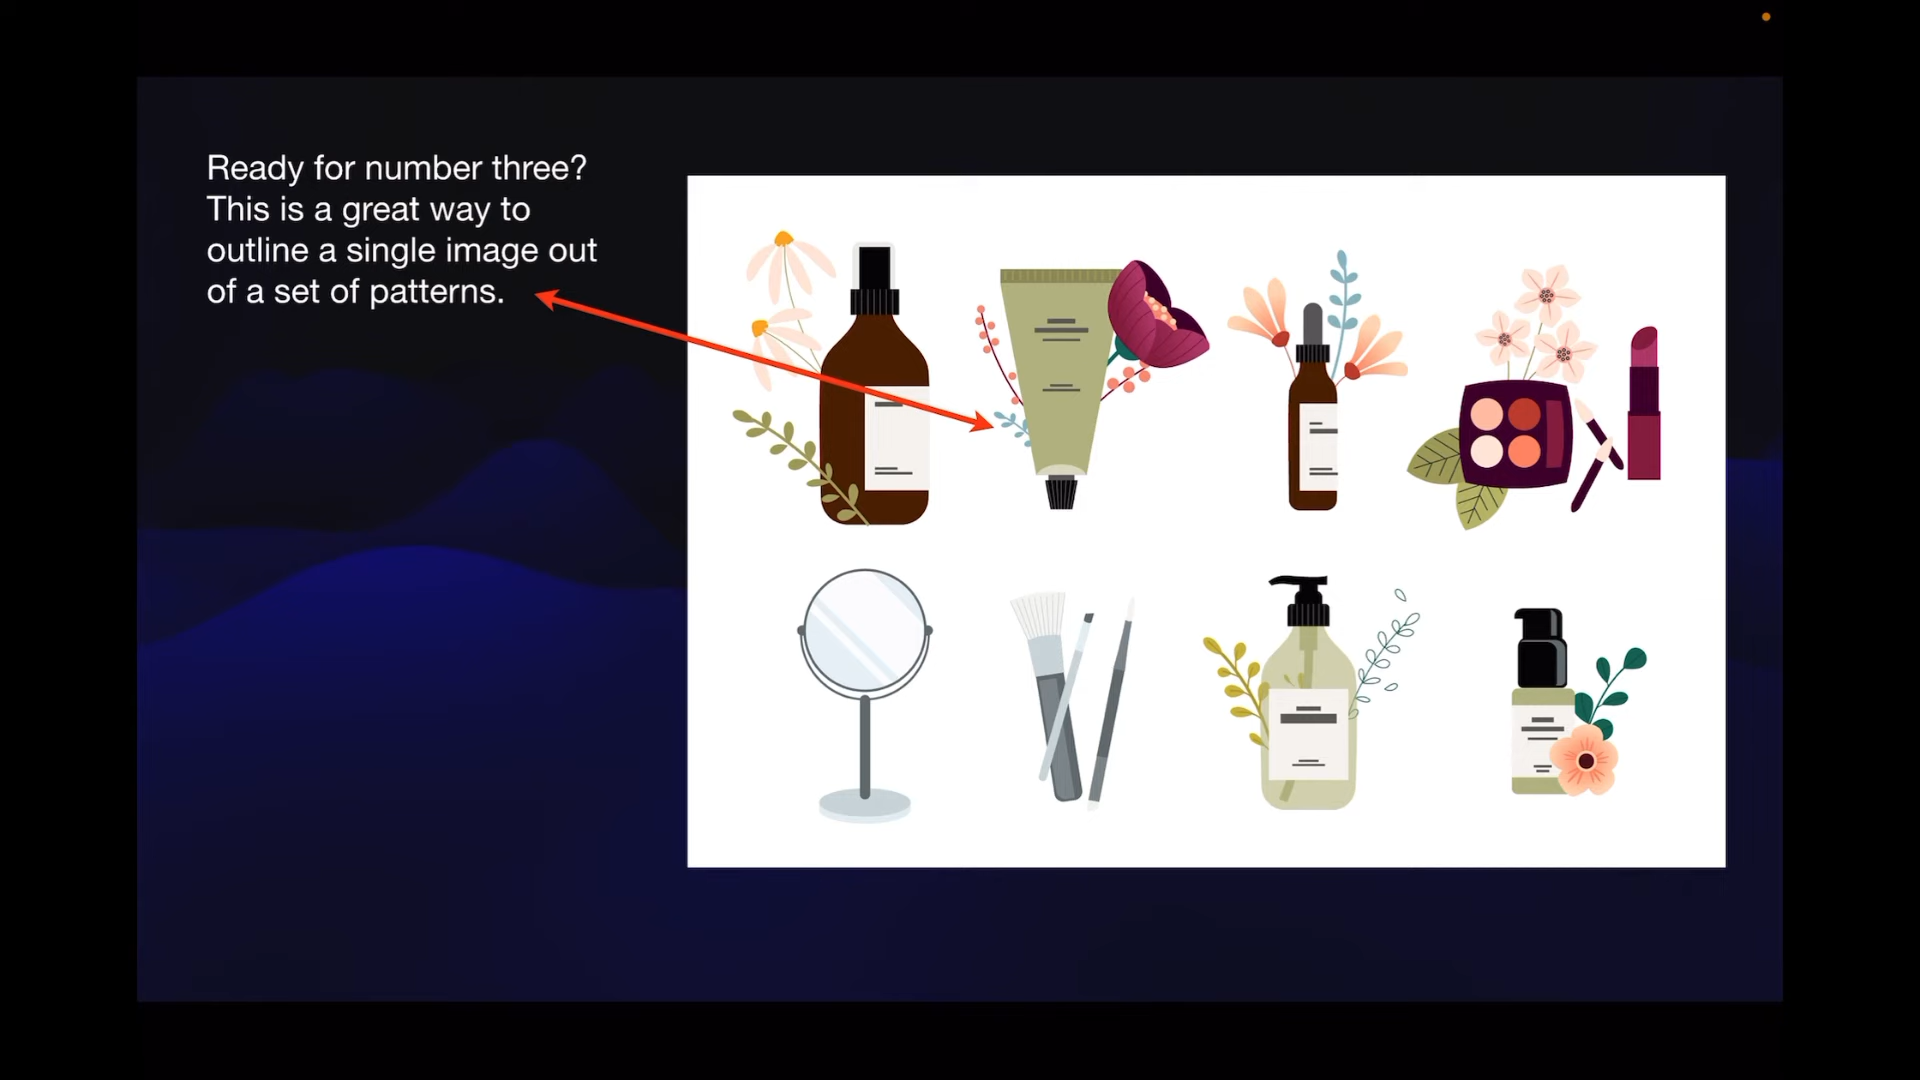 Ready for number three?
This is a great way to
outline a single image out
of a set of patterns.